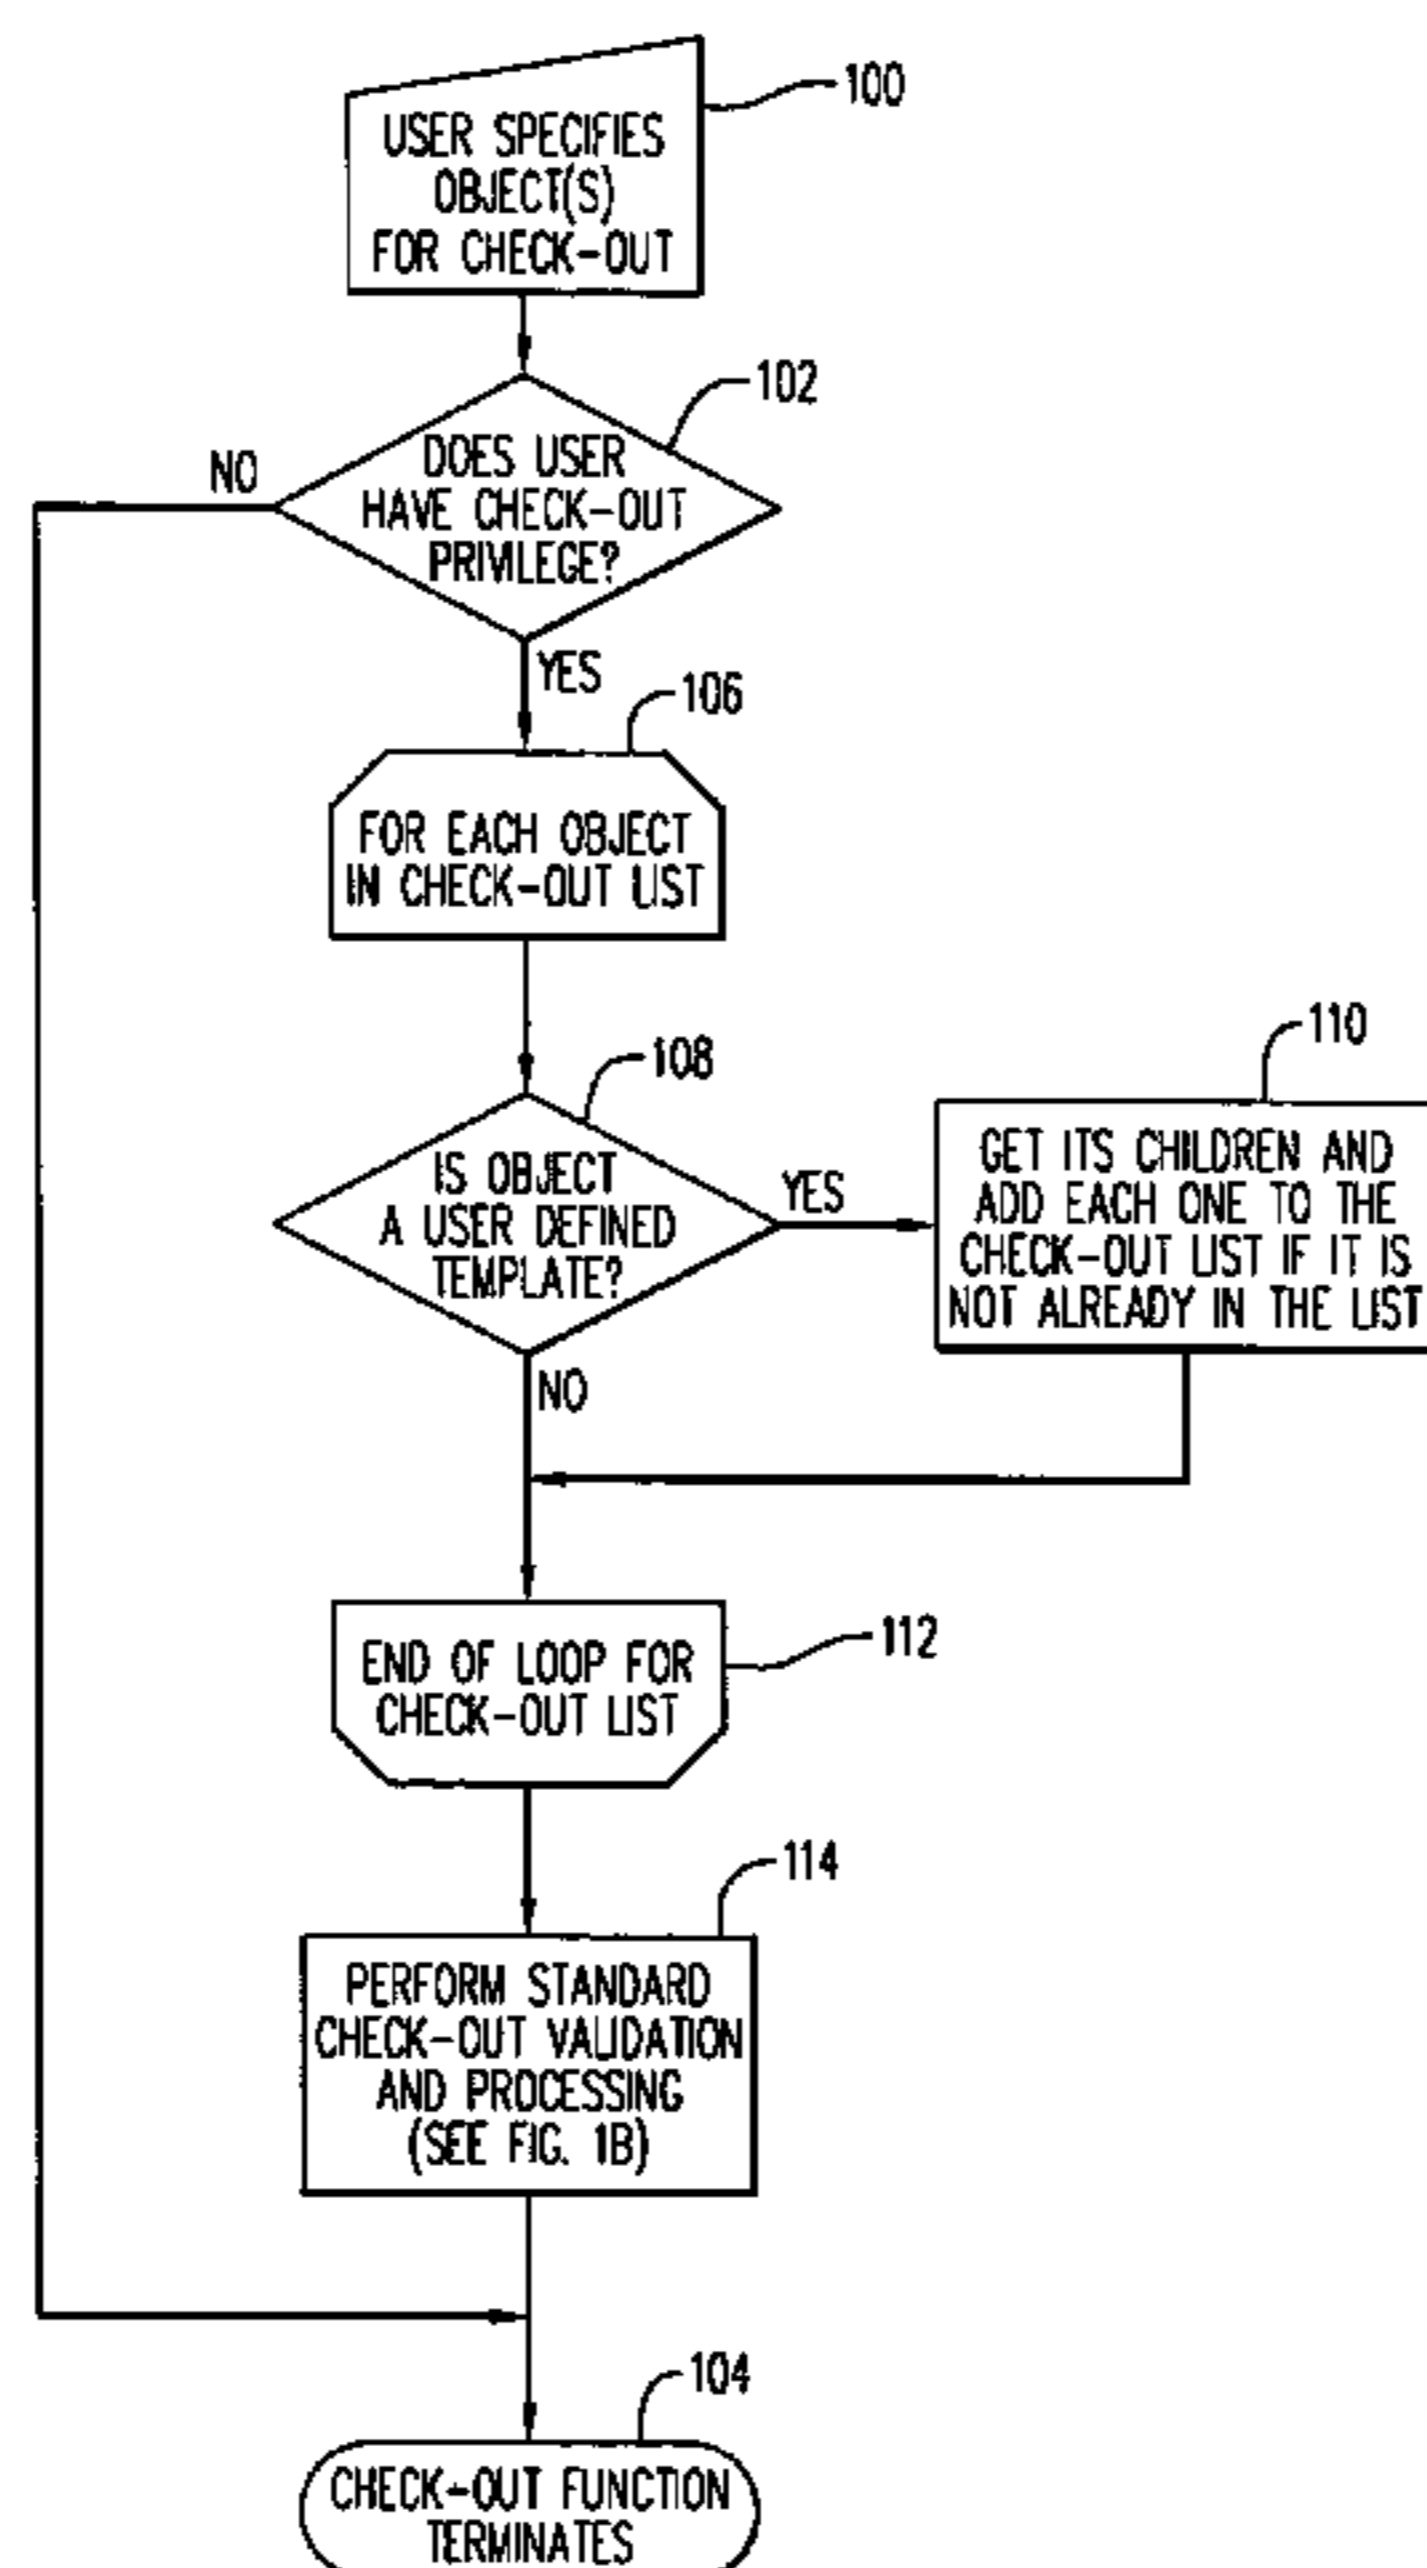 100
USER SPECIFIES
OBJECT(S)
FOR CHECK-OUT
102
NO
DOES USER
HAVE CHECK-OUT
PRIVILEGE?
YES
106
FOR EACH OBJECT
IN CHECK-OUT LIST
110
108
GET ITS CHILDREN AND
ADD EACH ONE TO THE
CHECK-OUT LIST IF IT IS
NOT ALREADY IN THE LIST
IS OBJECT
A USER DEFINED
TEMPLATE?
YES
NO
112
END OF LOOP FOR
CHECK-OUT LIST
114
PERFORM STANDARD
CHECK-OUT VALIDATION
AND PROCESSING
(SEE FIG. 1B)
104
CHECK-OUT FUNCTION
TERMINATES